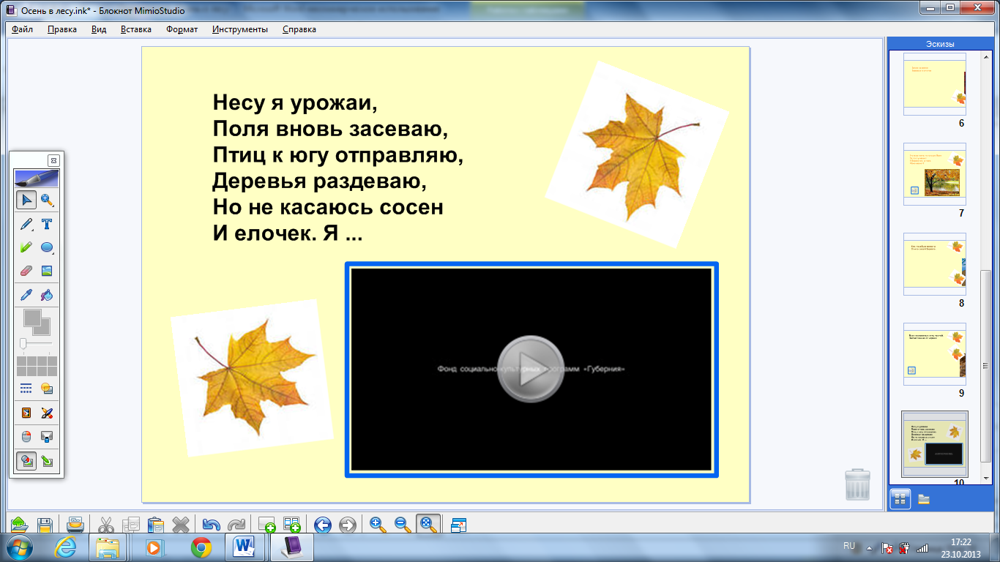 Осень в лесу.ink* - Блокнот MimioStudio
Файл Правка Вид Вставка Формат Инструменты Справка
Эскизы
Несу я урожаи,
Поля вновь засеваю,
Птиц к югу отправляю,
Деревья раздеваю,
Но не касаюсь сосен
И елочек. Я ...
Фонд социально-культурных программ «Губерния»
6
7
8
9
10
RU
17:22
23.10.2013